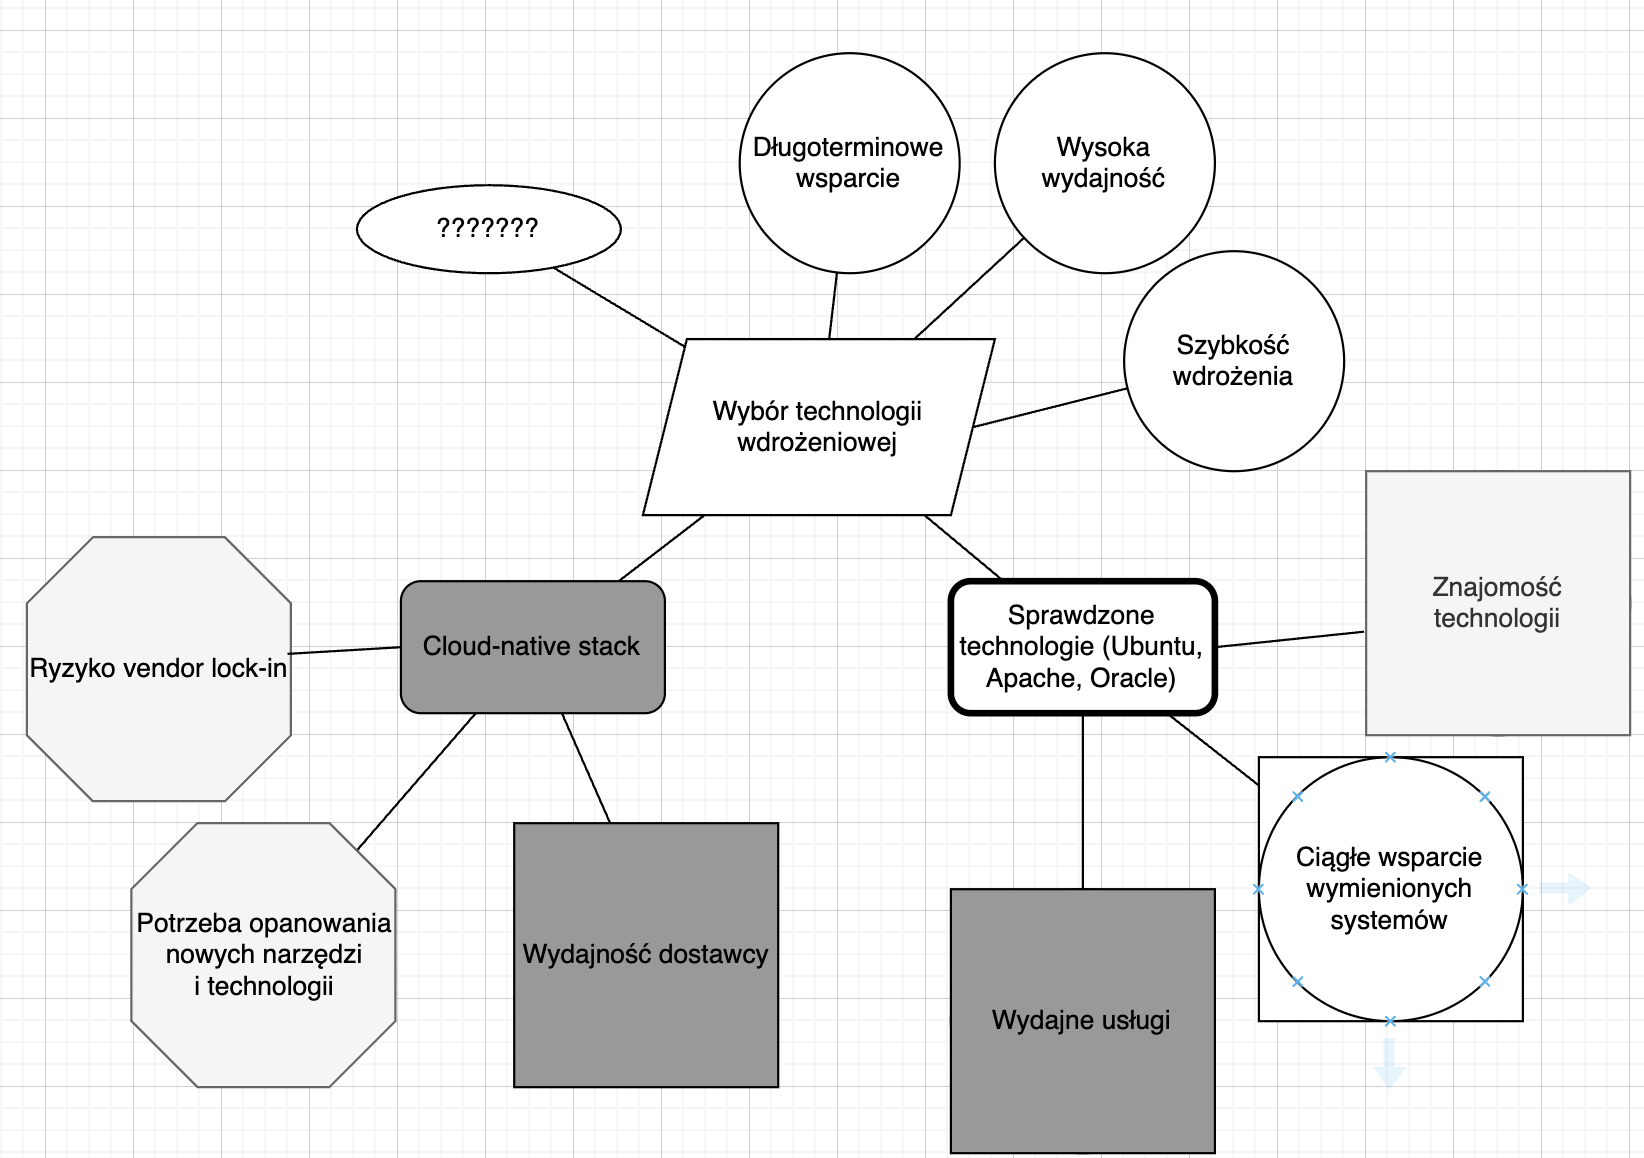 Długoterminowe
wsparcie
Wysoka
wydajność
???????
Szybkość
wdrożenia
Wybór technologii
wdrożeniowej
Znajomość
technologii
Ryzyko vendor lock-in
Cloud-native stack
Sprawdzone
technologie (Ubuntu,
Apache, Oracle)
Potrzeba opanowania
nowych narzędzi
i technologii
Wydajność dostawcy
Wydajne usługi
Ciągłe wsparcie
wymienionych
systemów